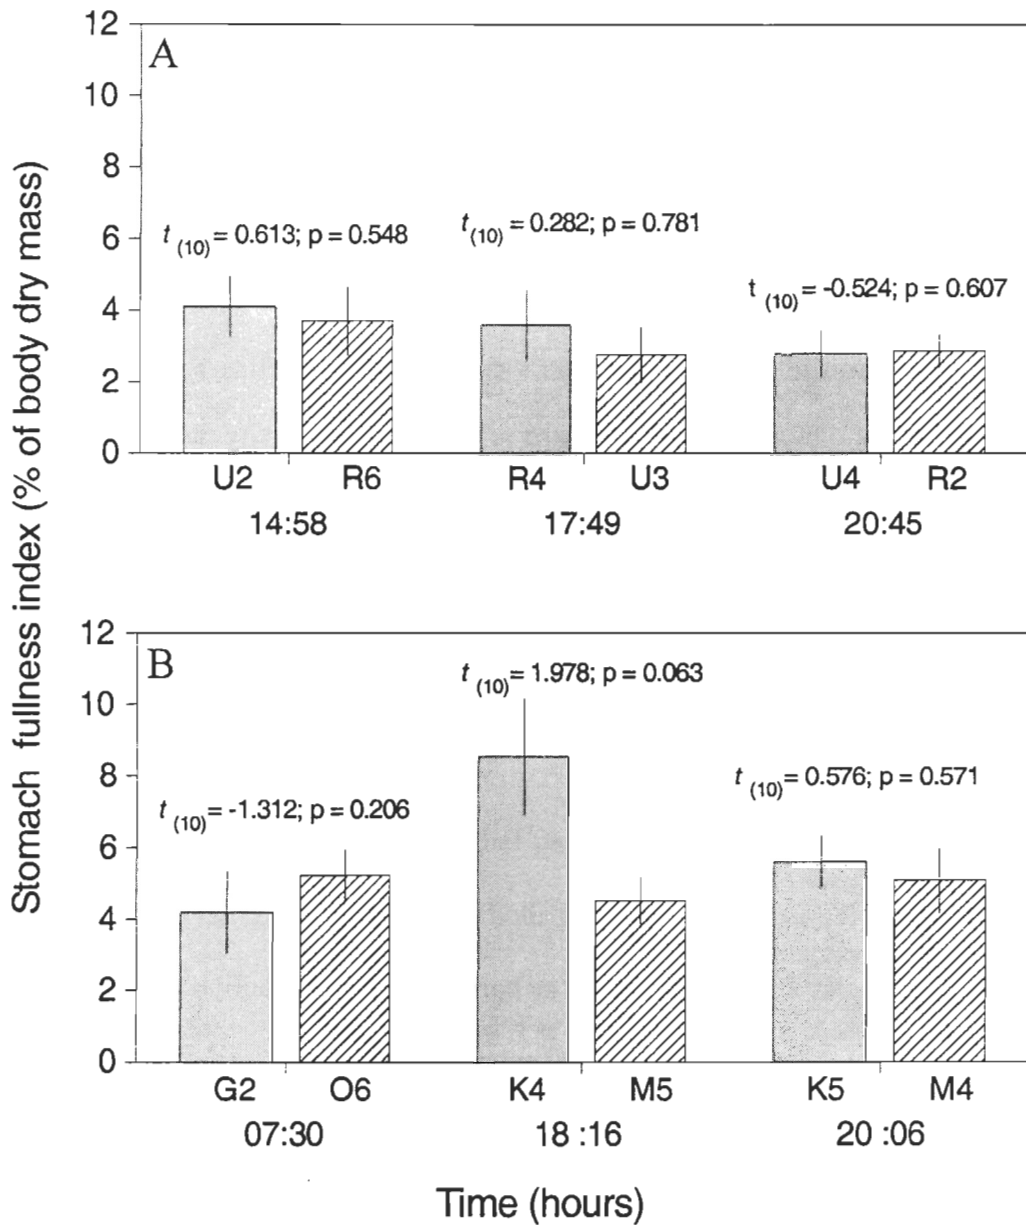 Stomach fullness index (% of body dry mass)
A
12
10
8
6
4
2
0
t (10) = 0.613; p = 0.548
t (10) = 0.282; p = 0.781
t (10) = -0.524; p = 0.607
U2 R6 R4 U3 U4 R2
14:58 17:49 20:45
B
12
10
8
6
4
2
0
t (10) = -1.312; p = 0.206
t (10) = 1.978; p = 0.063
t (10) = 0.576; p = 0.571
G2 O6 K4 M5 K5 M4
07:30 18 :16 20 :06
Time (hours)